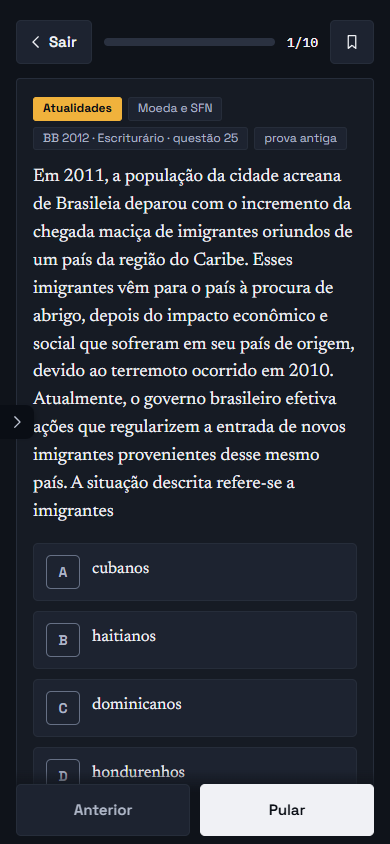 Sair
1/10
Atualidades
Moeda e SFN
BB 2012 · Escriturário · questão 25
prova antiga
Em 2011, a população da cidade acreana
de Brasileia deparou com o incremento da
chegada maciça de imigrantes oriundos de
um país da região do Caribe. Esses
imigrantes vêm para o país à procura de
abrigo, depois do impacto econômico e
social que sofreram em seu país de origem,
devido ao terremoto ocorrido em 2010.
Atualmente, o governo brasileiro efetiva
ações que regularizem a entrada de novos
imigrantes provenientes desse mesmo
país. A situação descrita refere-se a
imigrantes
A cubanos
B haitianos
C dominicanos
D hondurenhos
Anterior
Pular